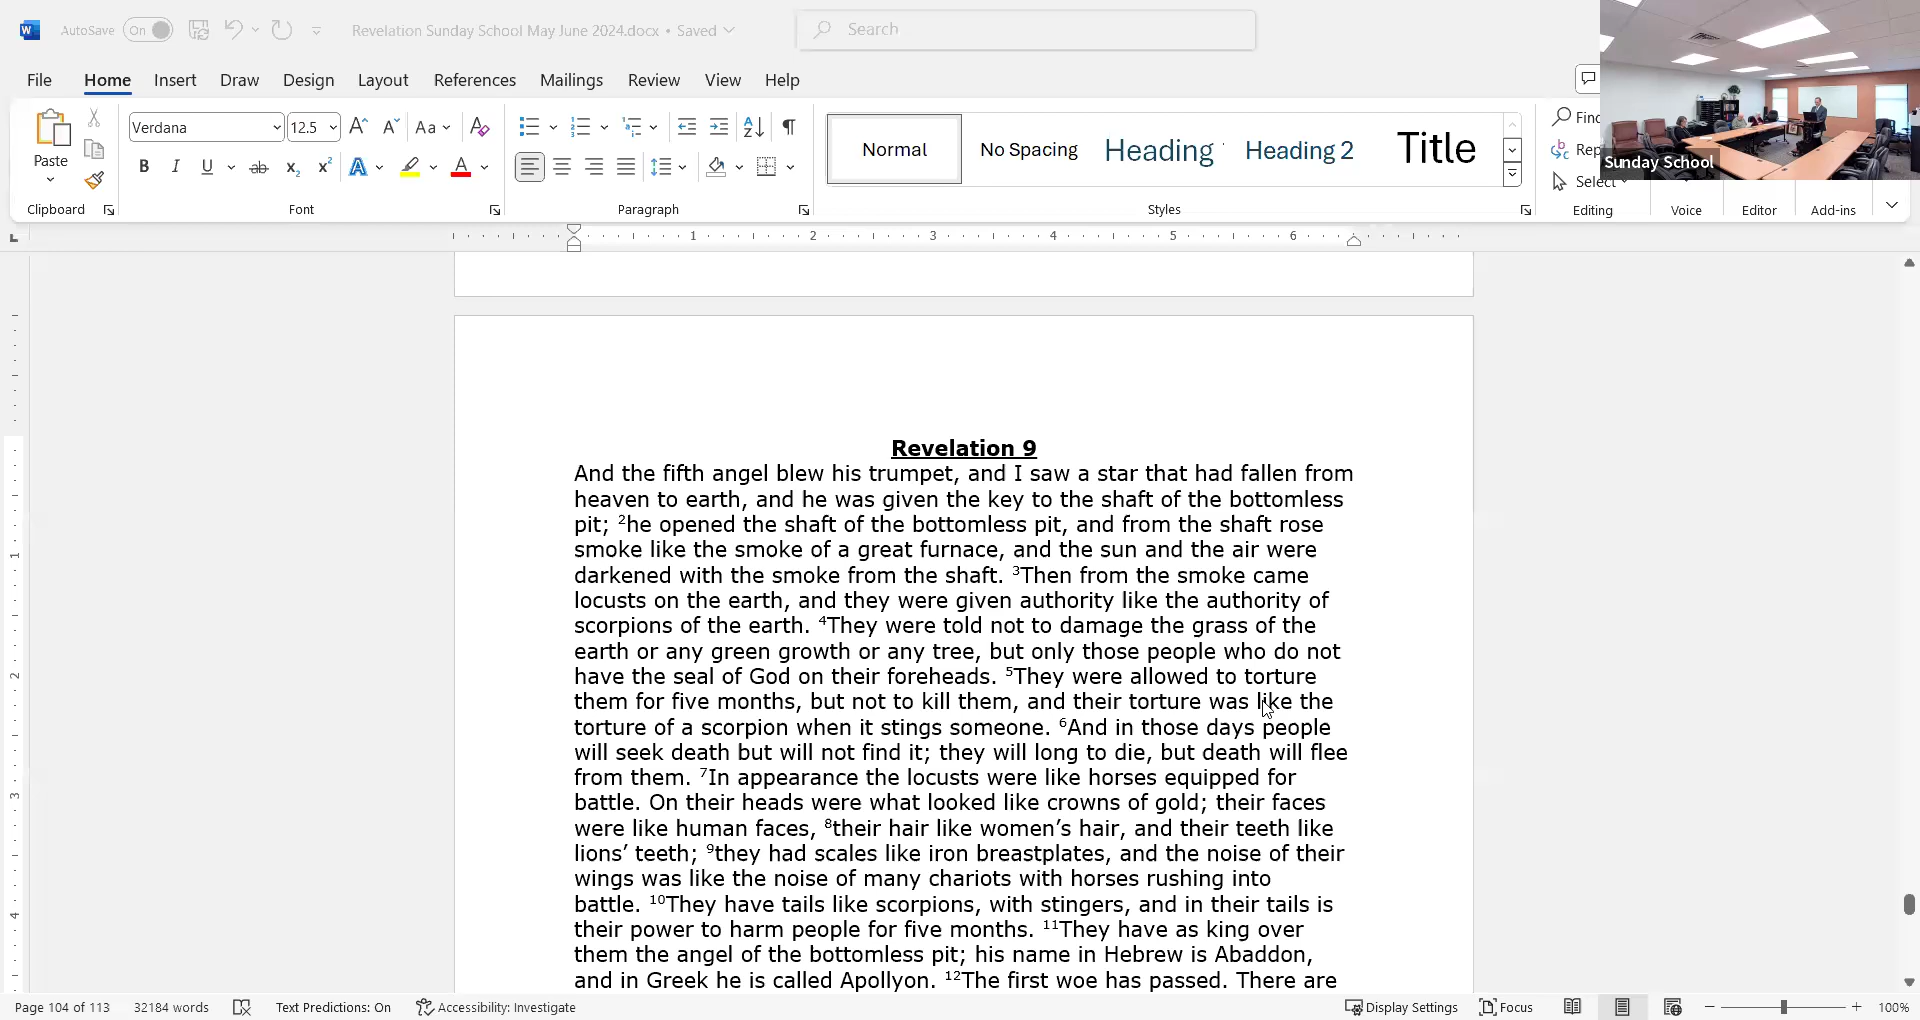 AutoSave On Revelation Sunday School May June 2024.docx • Saved Search
File Home Insert Draw Design Layout References Mailings Review View Help
Paste Verdana 12.5 Aa Normal No Spacing Heading Heading 2 Title Find
Sunday School
Select
Clipboard Font Paragraph Styles Editing Voice Editor Add-ins
1 2 3 4 5 6
Revelation 9
And the fifth angel blew his trumpet, and I saw a star that had fallen from
heaven to earth, and he was given the key to the shaft of the bottomless
pit; ²he opened the shaft of the bottomless pit, and from the shaft rose
smoke like the smoke of a great furnace, and the sun and the air were
darkened with the smoke from the shaft. ³Then from the smoke came
locusts on the earth, and they were given authority like the authority of
scorpions of the earth. ⁴They were told not to damage the grass of the
earth or any green growth or any tree, but only those people who do not
have the seal of God on their foreheads. ⁵They were allowed to torture
them for five months, but not to kill them, and their torture was like the
torture of a scorpion when it stings someone. ⁶And in those days people
will seek death but will not find it; they will long to die, but death will flee
from them. ⁷In appearance the locusts were like horses equipped for
battle. On their heads were what looked like crowns of gold; their faces
were like human faces, ⁸their hair like women’s hair, and their teeth like
lions’ teeth; ⁹they had scales like iron breastplates, and the noise of their
wings was like the noise of many chariots with horses rushing into
battle. ¹⁰They have tails like scorpions, with stingers, and in their tails is
their power to harm people for five months. ¹¹They have as king over
them the angel of the bottomless pit; his name in Hebrew is Abaddon,
and in Greek he is called Apollyon. ¹²The first woe has passed. There are
Page 104 of 113 32184 words Text Predictions: On Accessibility: Investigate Display Settings Focus 100%